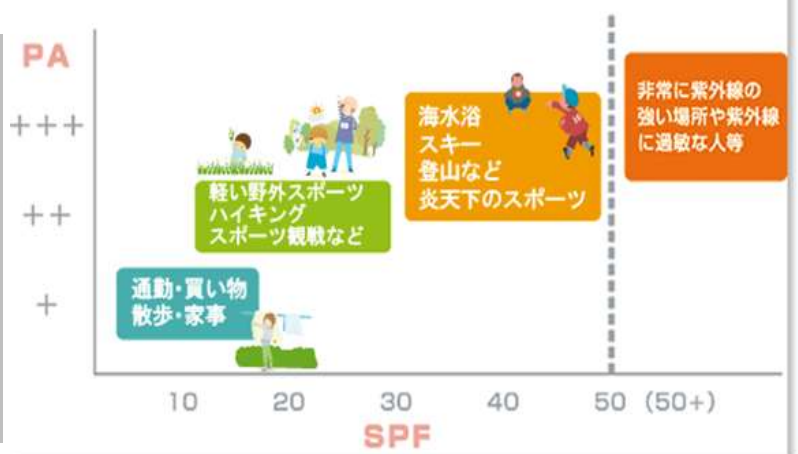 PA
+++
++
+
非常に紫外線の
強い場所や紫外線
に過敏な人等
海水浴
スキー
登山など
炎天下のスポーツ
軽い野外スポーツ
ハイキング
スポーツ観戦など
通勤・買い物
散歩・家事
10 20 30 40 50 (50+)
SPF